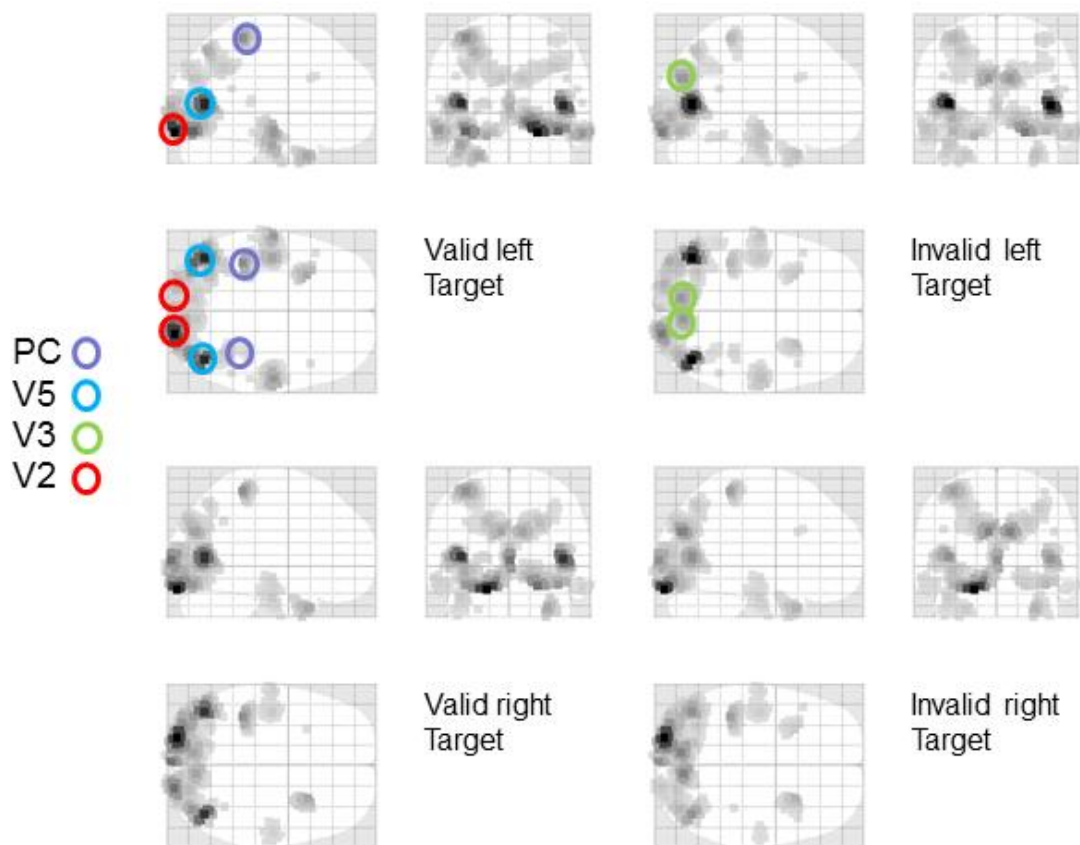 Valid left
Target
Invalid left
Target
PC
V5
V3
V2
Valid right
Target
Invalid right
Target